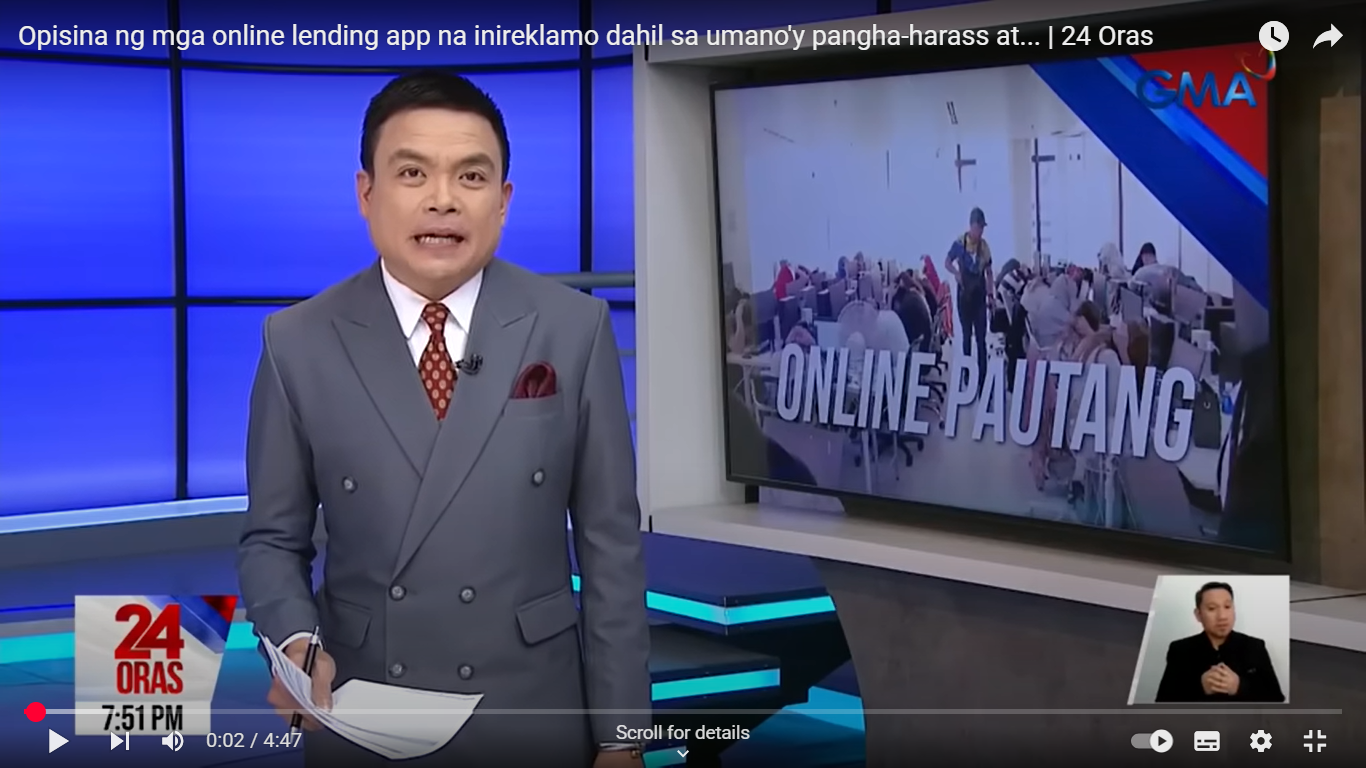 Opisina ng mga online lending app na inireklamo dahil sa umano'y pangha-harass at... | 24 Oras
GMA
ONLINE PAUTANG
24
ORAS
7:51 PM
0:02 / 4:47
Scroll for details